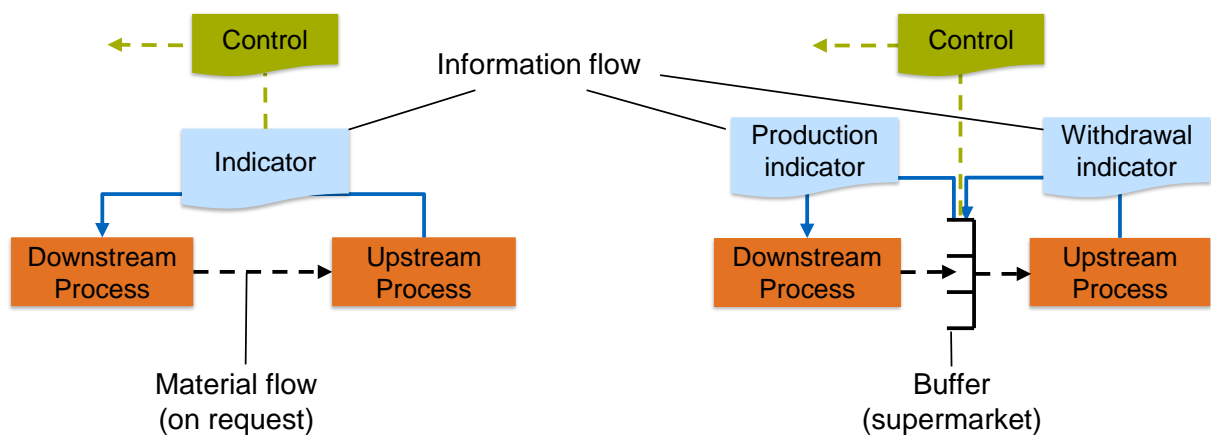 Control
Control
Information flow
Indicator
Production
indicator
Withdrawal
indicator
Downstream
Process
Upstream
Process
Downstream
Process
Upstream
Process
Material flow
(on request)
Buffer
(supermarket)